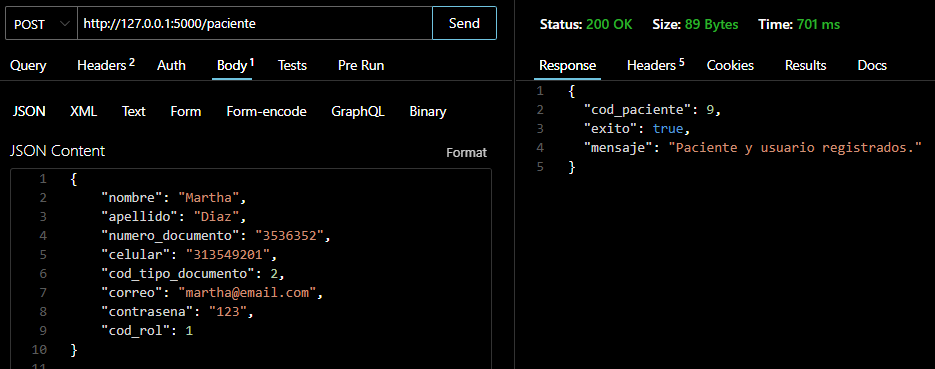 POST http://127.0.0.1:5000/paciente Send
Query Headers 2 Auth Body 1 Tests Pre Run
JSON XML Text Form Form-encode GraphQL Binary
JSON Content Format
1 {
2 "nombre": "Martha",
3 "apellido": "Diaz",
4 "numero_documento": "3536352",
5 "celular": "313549201",
6 "cod_tipo_documento": 2,
7 "correo": "martha@email.com",
8 "contrasena": "123",
9 "cod_rol": 1
10 }
11
Status: 200 OK Size: 89 Bytes Time: 701 ms
Response Headers 5 Cookies Results Docs
1 {
2 "cod_paciente": 9,
3 "exito": true,
4 "mensaje": "Paciente y usuario registrados."
5 }